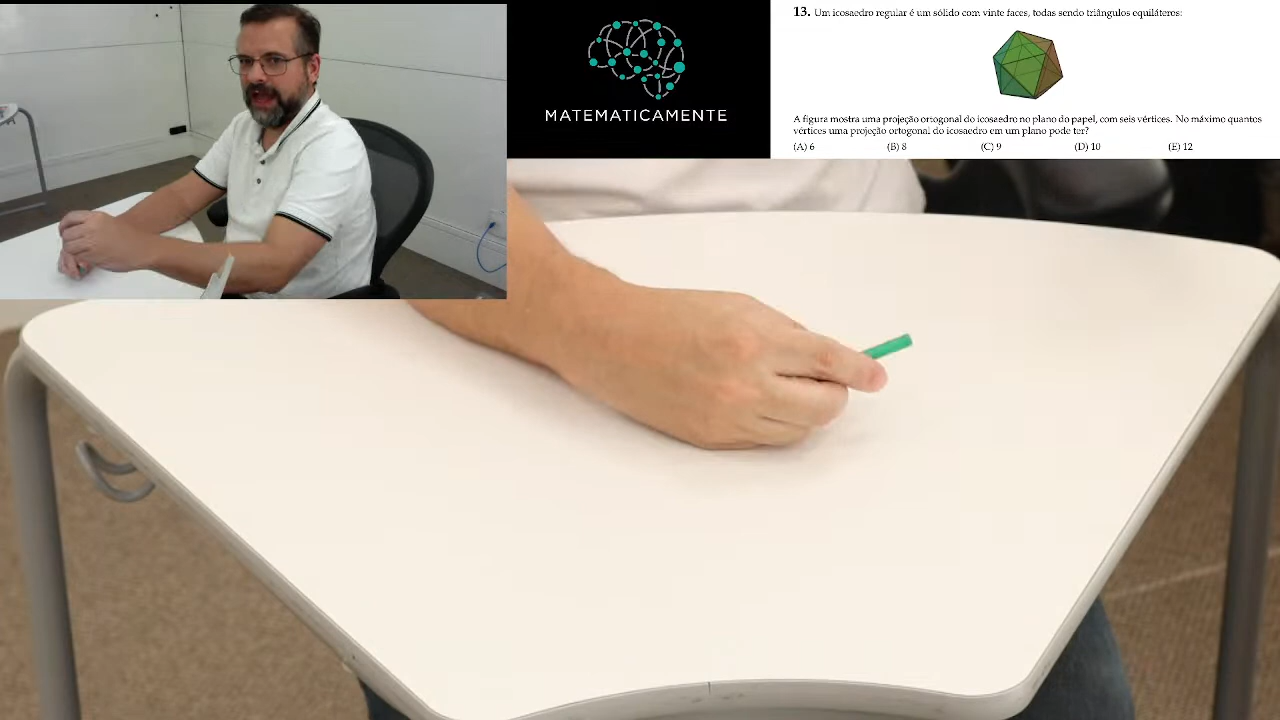 MATEMATICAMENTE
13. Um icosaedro regular é um sólido com vinte faces, todas sendo triângulos equiláteros:
A figura mostra uma projeção ortogonal do icosaedro no plano do papel, com seis vértices. No máximo quantos
vértices uma projeção ortogonal do icosaedro em um plano pode ter?
(A) 6 (B) 8 (C) 9 (D) 10 (E) 12